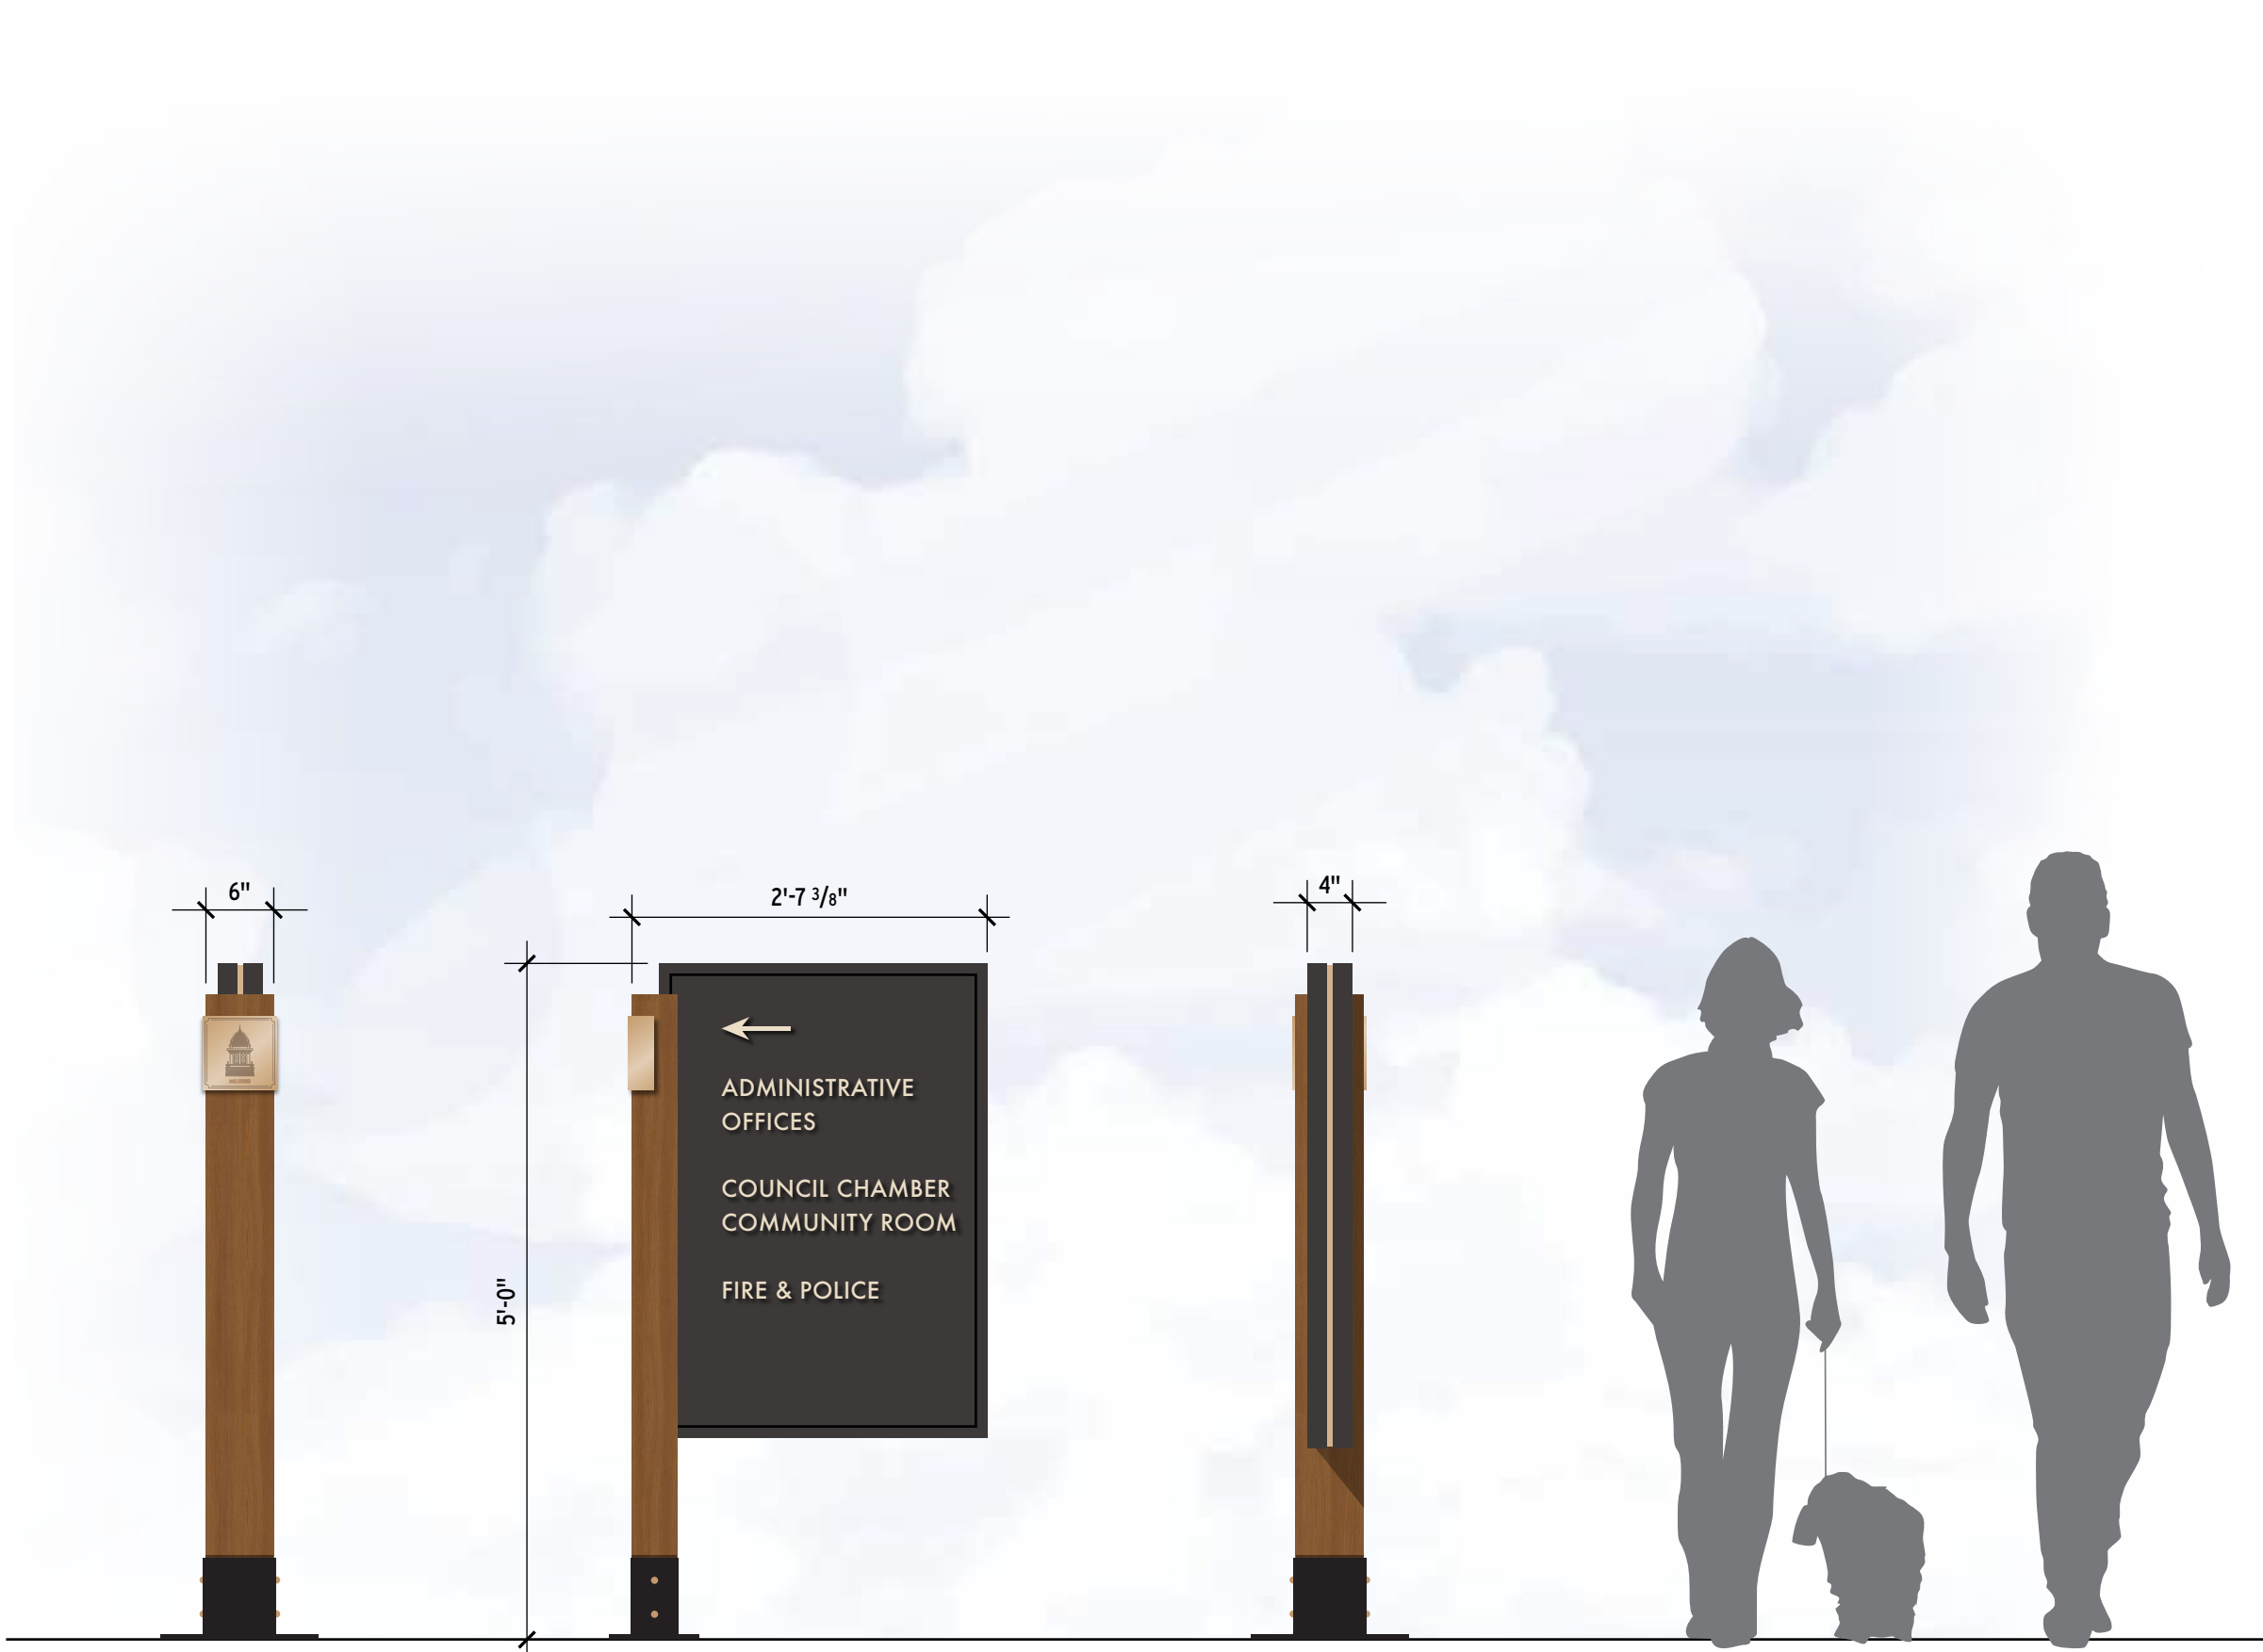 6"
2'-7 3/8"
4"
5'-0"
ADMINISTRATIVE
OFFICES
COUNCIL CHAMBER
COMMUNITY ROOM
FIRE & POLICE